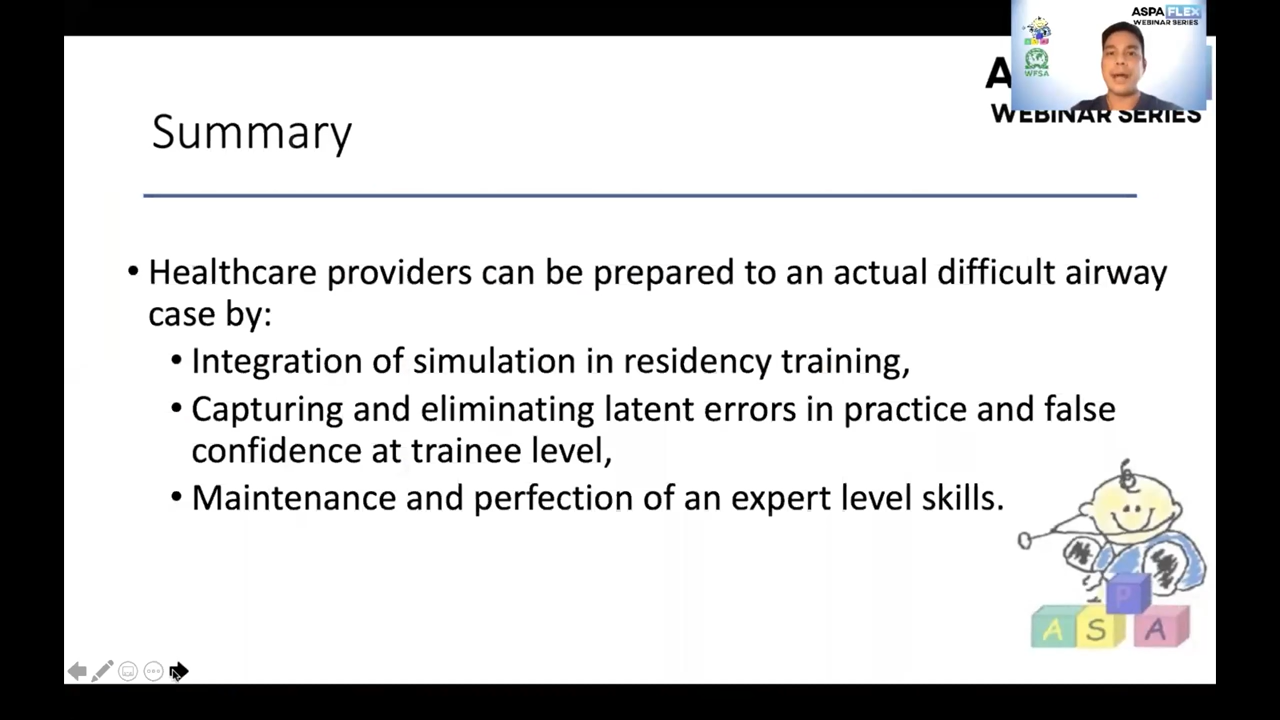 ASPA FLEX
WEBINAR SERIES
WFSA
A
WEBINAR SERIES
Summary
• Healthcare providers can be prepared to an actual difficult airway
case by:
• Integration of simulation in residency training,
• Capturing and eliminating latent errors in practice and false
confidence at trainee level,
• Maintenance and perfection of an expert level skills.
P
A S A